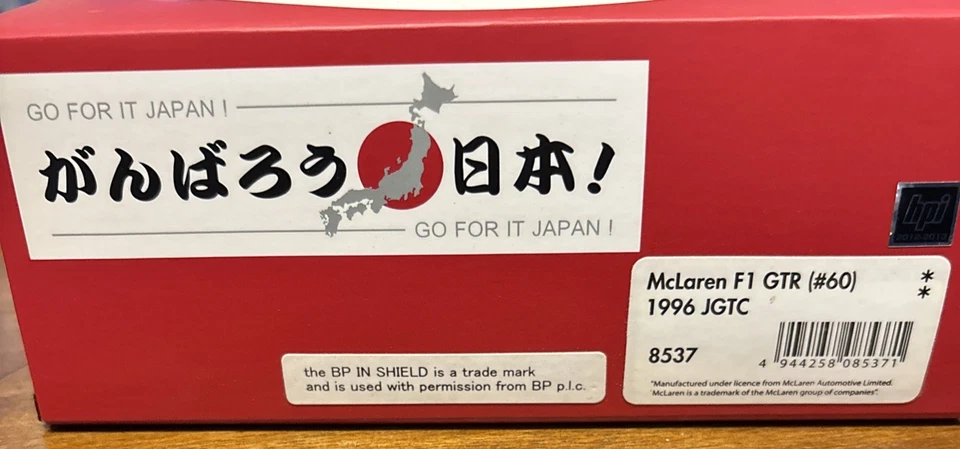 GO FOR IT JAPAN !
がんばろう日本!
GO FOR IT JAPAN !
hpi
McLaren F1 GTR (#60)
**
1996 JGTC
8537
4 944258 085371
"Manufactured under licence from McLaren Automotive Limited.
'McLaren is a trademark of the McLaren group of companies".
the BP IN SHIELD is a trade mark
and is used with permission from BP p.l.c.